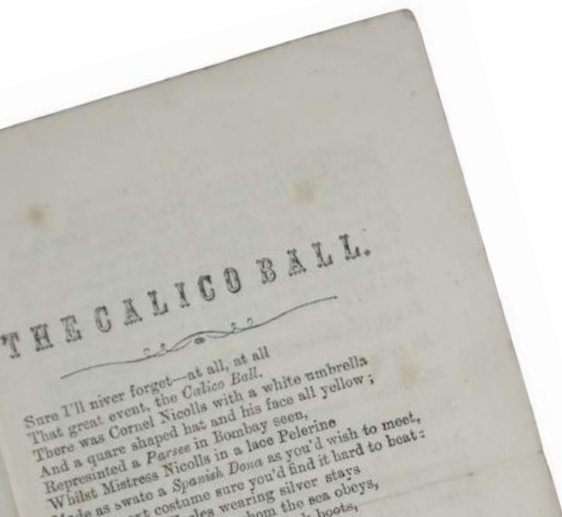 THE CALICO BALL.
Sure I'll niver forget—at all, at all
That great event, the Calico Ball.
There was Cornel Nicolls with a white umbrella
And a quare shaped hat and his face all yellow;
Represinted a Parsee in Bombay seen,
Whilst Mistress Nicolls in a lace Pelerine
Made as swate a Spanish Dona as you'd wish to meet,
costume sure you'd find it hard to beat:
wearing silver stays
whom the sea obeys,
boots,